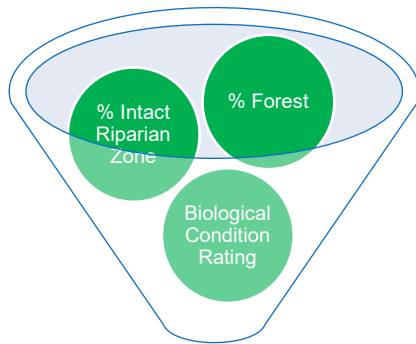 % Intact
Riparian
Zone
% Forest
Biological
Condition
Rating